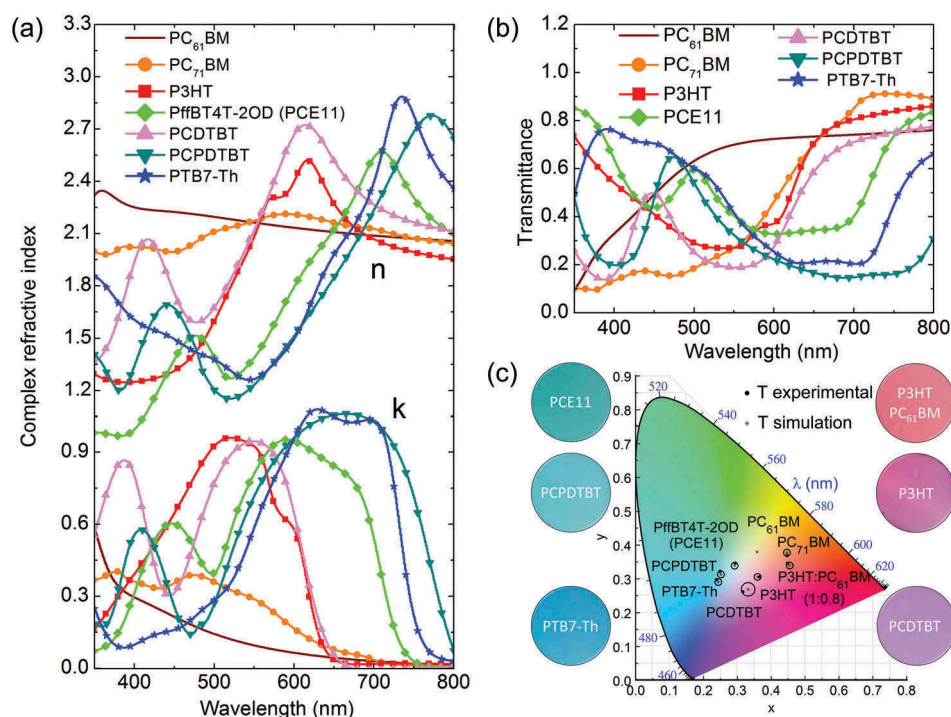 (a)
3.3
3.0
2.7
2.4
2.1
1.8
1.5
1.2
0.9
0.6
0.3
0.0
Complex refractive index
PC61BM
PC71BM
P3HT
PffBT4T-2OD (PCE11)
PCDTBT
PCPDTBT
PTB7-Th
n
k
400 500 600 700 800
Wavelength (nm)
(b)
1.2
1.0
0.8
0.6
0.4
0.2
0.0
Transmittance
PC61BM
PC71BM
P3HT
PCE11
PCDTBT
PCPDTBT
PTB7-Th
400 500 600 700 800
Wavelength (nm)
(c)
PCE11
PCPDTBT
PTB7-Th
0.9
0.8
0.7
0.6
0.5
0.4
0.3
0.2
0.1
0.0
y
520
540
560
580
600
620
480
460
λ (nm)
T experimental
T simulation
PffBT4T-2OD
(PCE11)
PC61BM
PC71BM
PCPDTBT
PTB7-Th
PCDTBT
P3HT
P3HT:PC61BM
(1:0.8)
0.0 0.1 0.2 0.3 0.4 0.5 0.6 0.7 0.8
x
P3HT
PC61BM
P3HT
PCDTBT